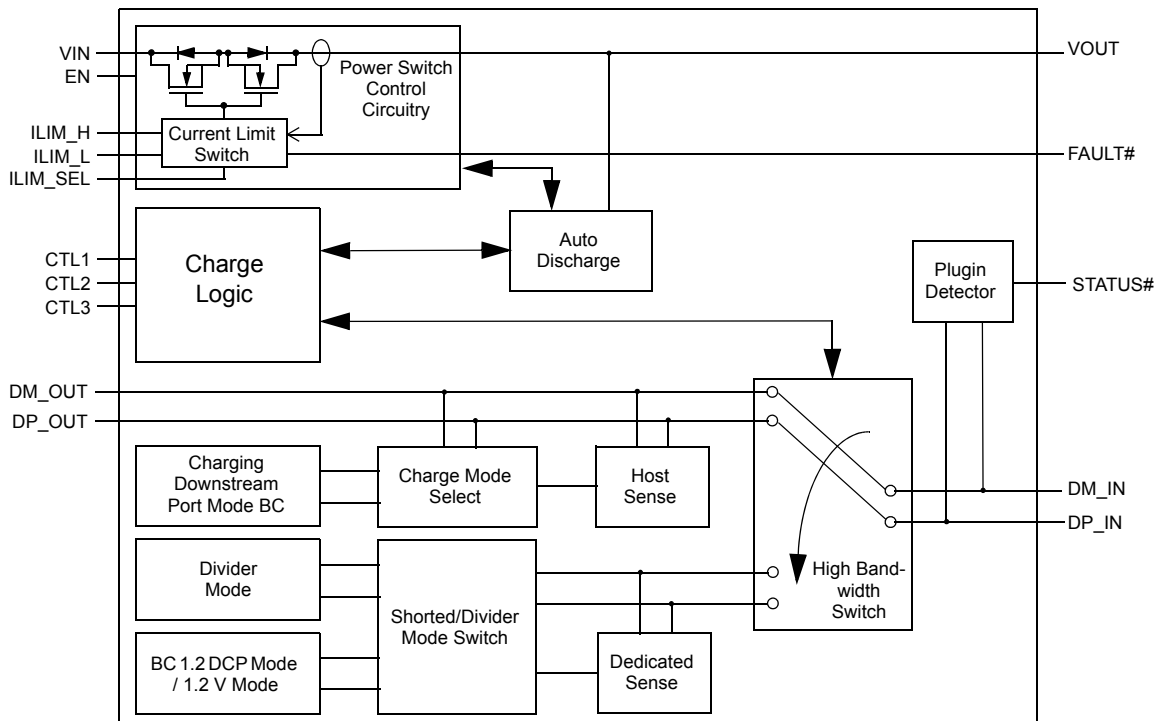 VIN
EN
ILIM_H
ILIM_L
ILIM_SEL
Power Switch
Control
Circuitry
Current Limit
Switch
VOUT
FAULT#
CTL1
CTL2
CTL3
Charge
Logic
Auto
Discharge
Plugin
Detector
STATUS#
DM_OUT
DP_OUT
Charging
Downstream
Port Mode BC
Charge Mode
Select
Host
Sense
DM_IN
DP_IN
High Band-
width
Switch
Divider
Mode
Shorted/Divider
Mode Switch
BC 1.2 DCP Mode
/ 1.2 V Mode
Dedicated
Sense